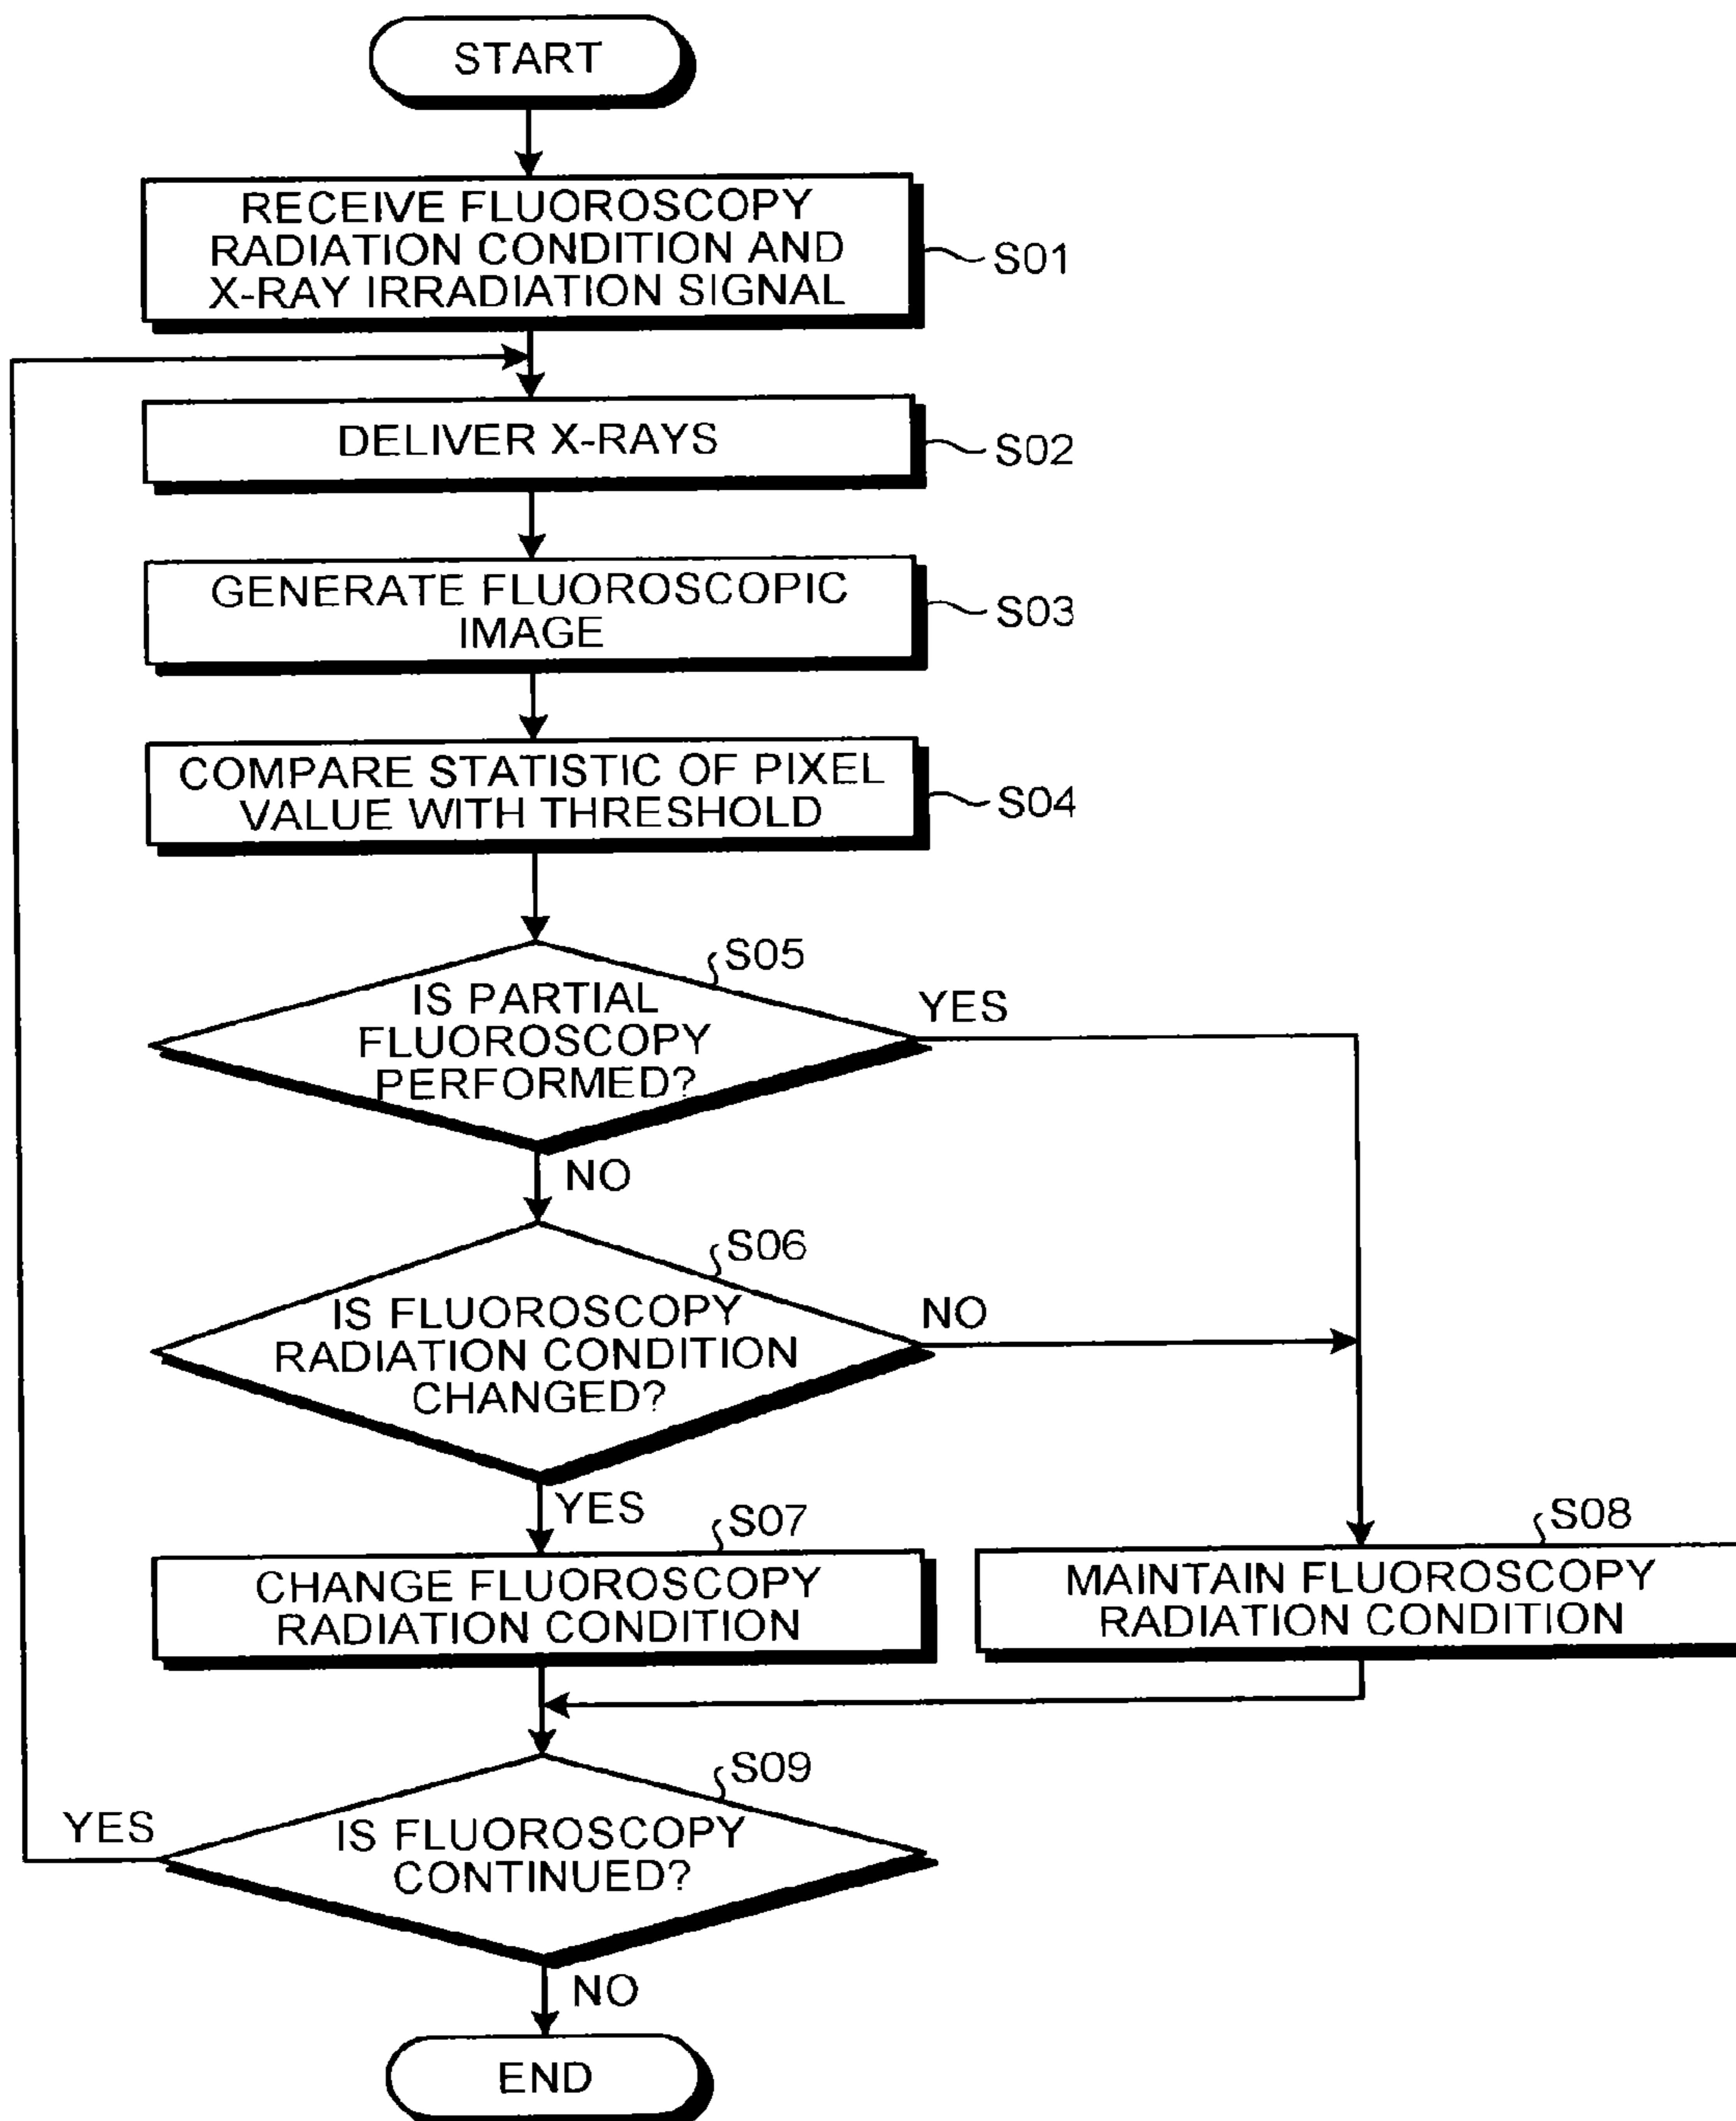 START
RECEIVE FLUOROSCOPY
RADIATION CONDITION AND
X-RAY IRRADIATION SIGNAL
S01
DELIVER X-RAYS
S02
GENERATE FLUOROSCOPIC
IMAGE
S03
COMPARE STATISTIC OF PIXEL
VALUE WITH THRESHOLD
S04
S05
IS PARTIAL
FLUOROSCOPY
PERFORMED?
YES
NO
S06
IS FLUOROSCOPY
RADIATION CONDITION
CHANGED?
NO
YES
S07
CHANGE FLUOROSCOPY
RADIATION CONDITION
S08
MAINTAIN FLUOROSCOPY
RADIATION CONDITION
S09
IS FLUOROSCOPY
CONTINUED?
YES
NO
END